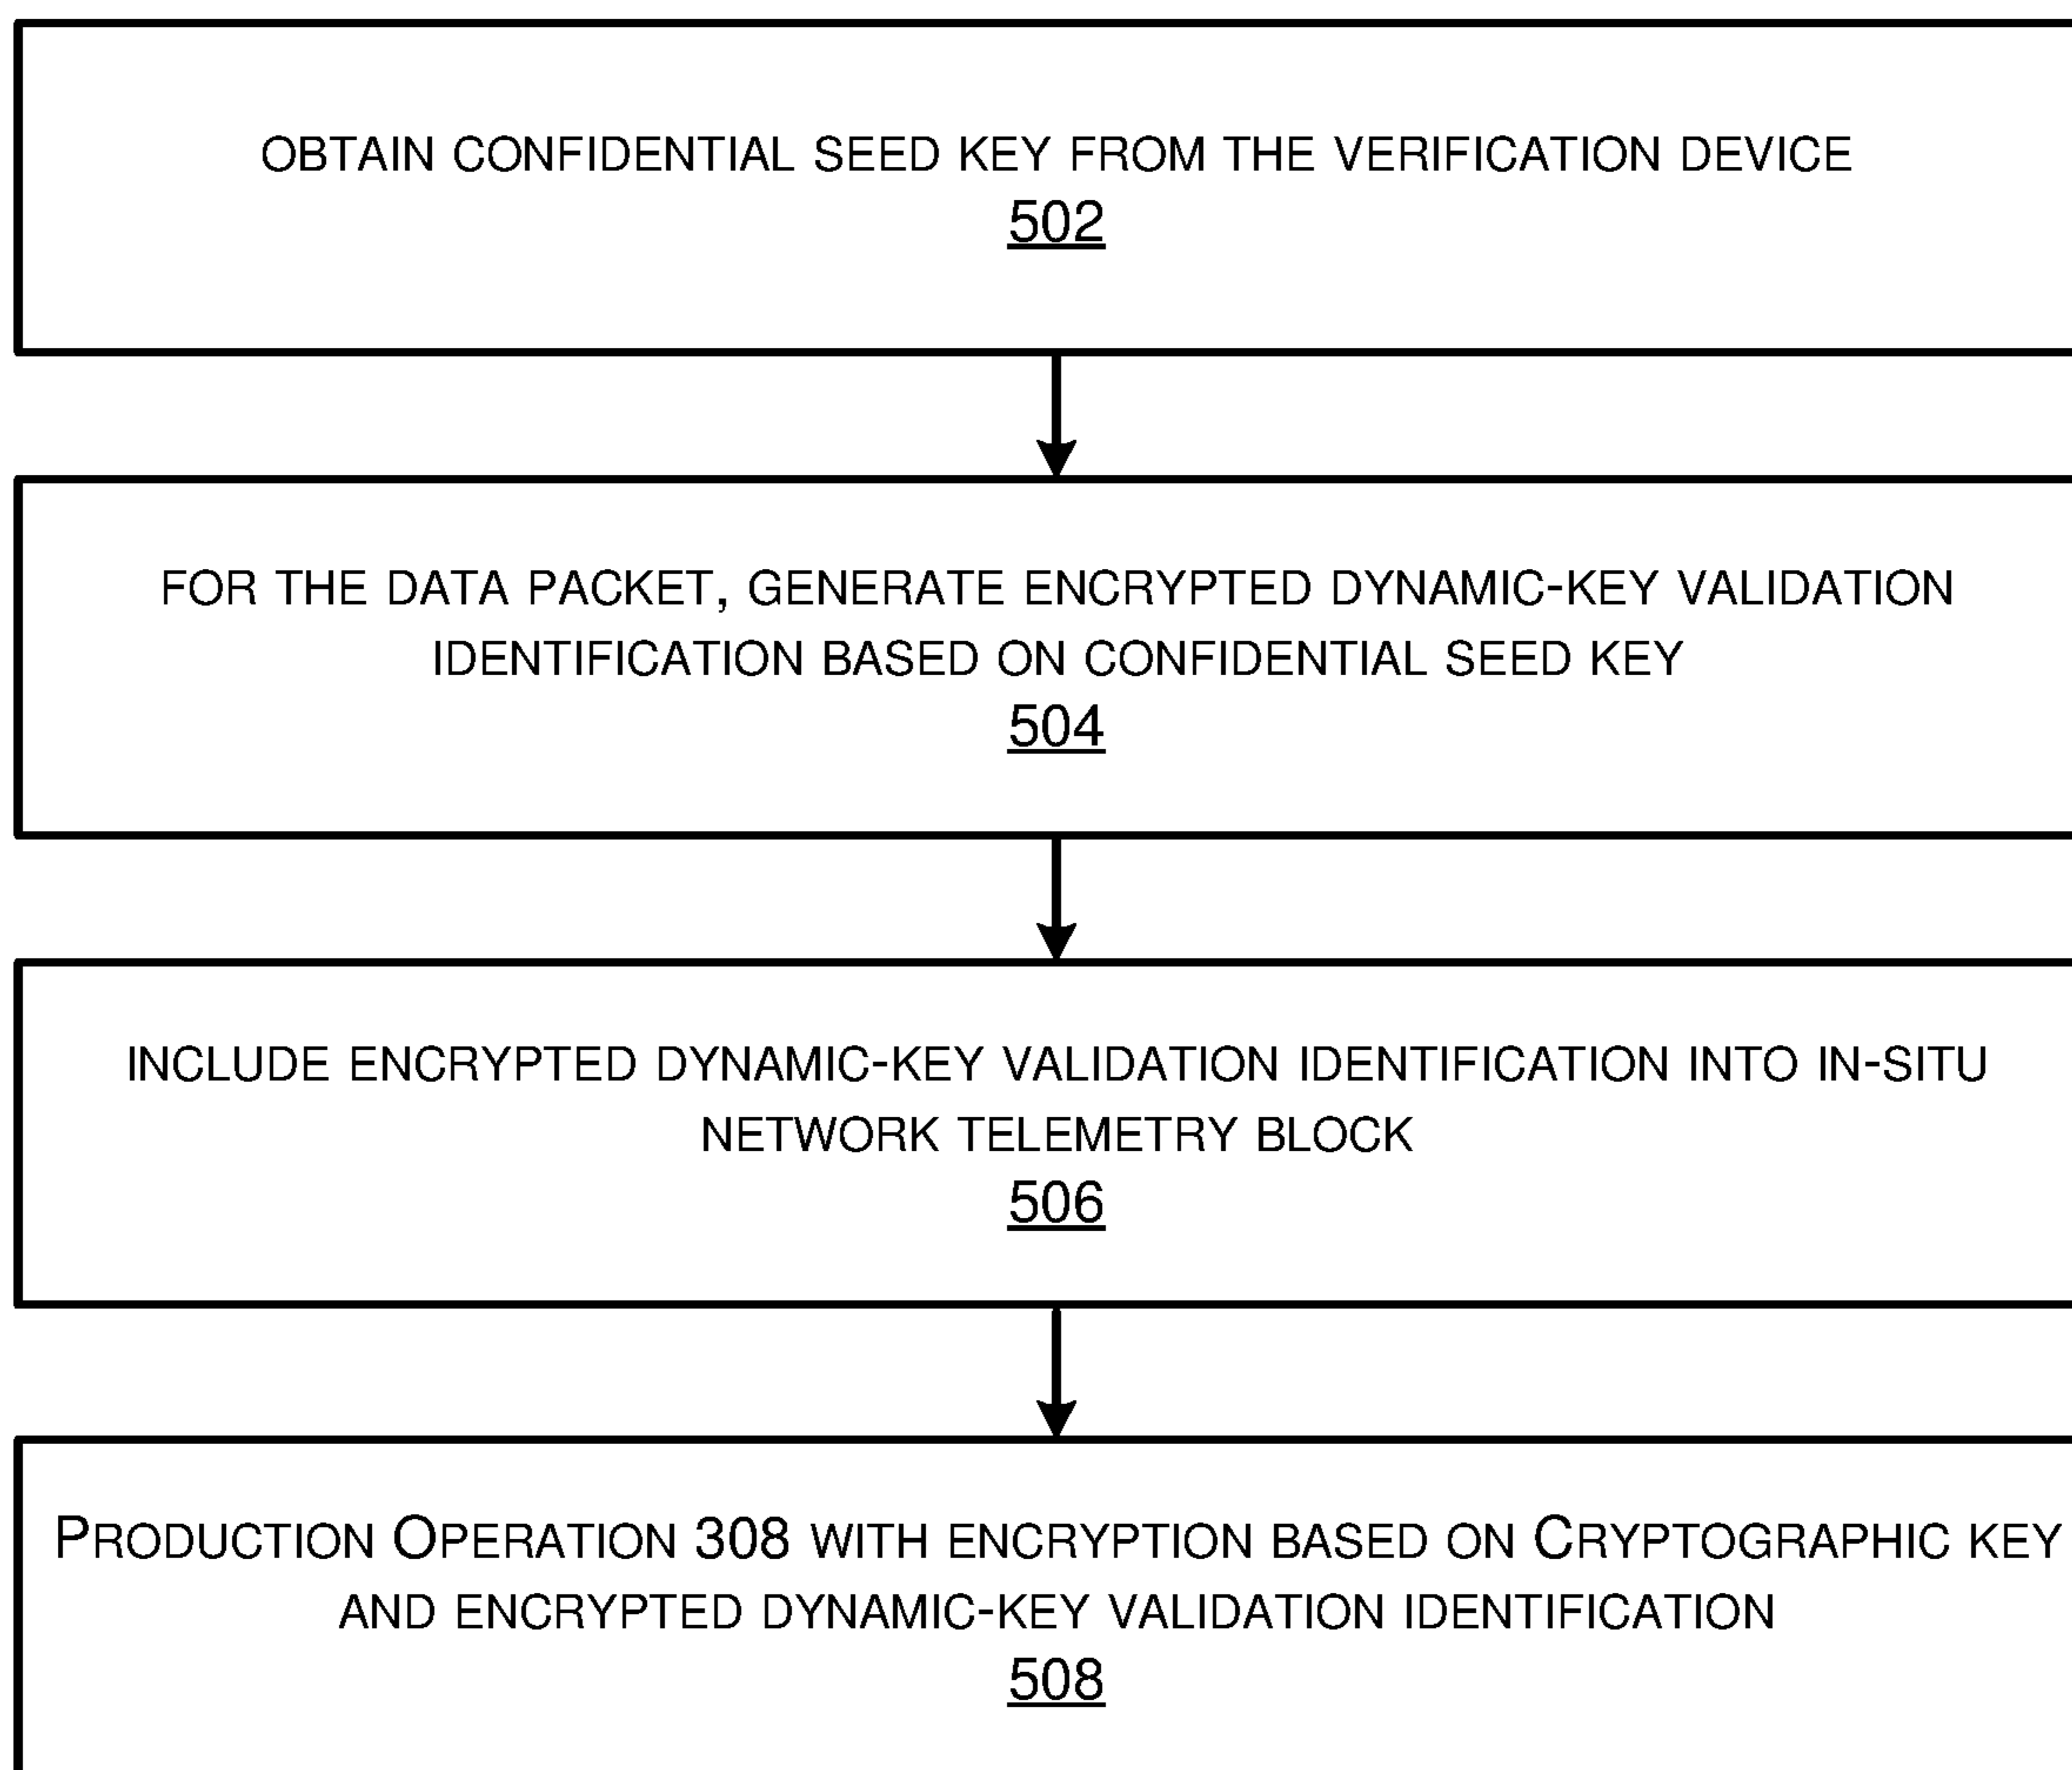 OBTAIN CONFIDENTIAL SEED KEY FROM THE VERIFICATION DEVICE
502
FOR THE DATA PACKET, GENERATE ENCRYPTED DYNAMIC-KEY VALIDATION
IDENTIFICATION BASED ON CONFIDENTIAL SEED KEY
504
INCLUDE ENCRYPTED DYNAMIC-KEY VALIDATION IDENTIFICATION INTO IN-SITU
NETWORK TELEMETRY BLOCK
506
PRODUCTION OPERATION 308 WITH ENCRYPTION BASED ON CRYPTOGRAPHIC KEY
AND ENCRYPTED DYNAMIC-KEY VALIDATION IDENTIFICATION
508